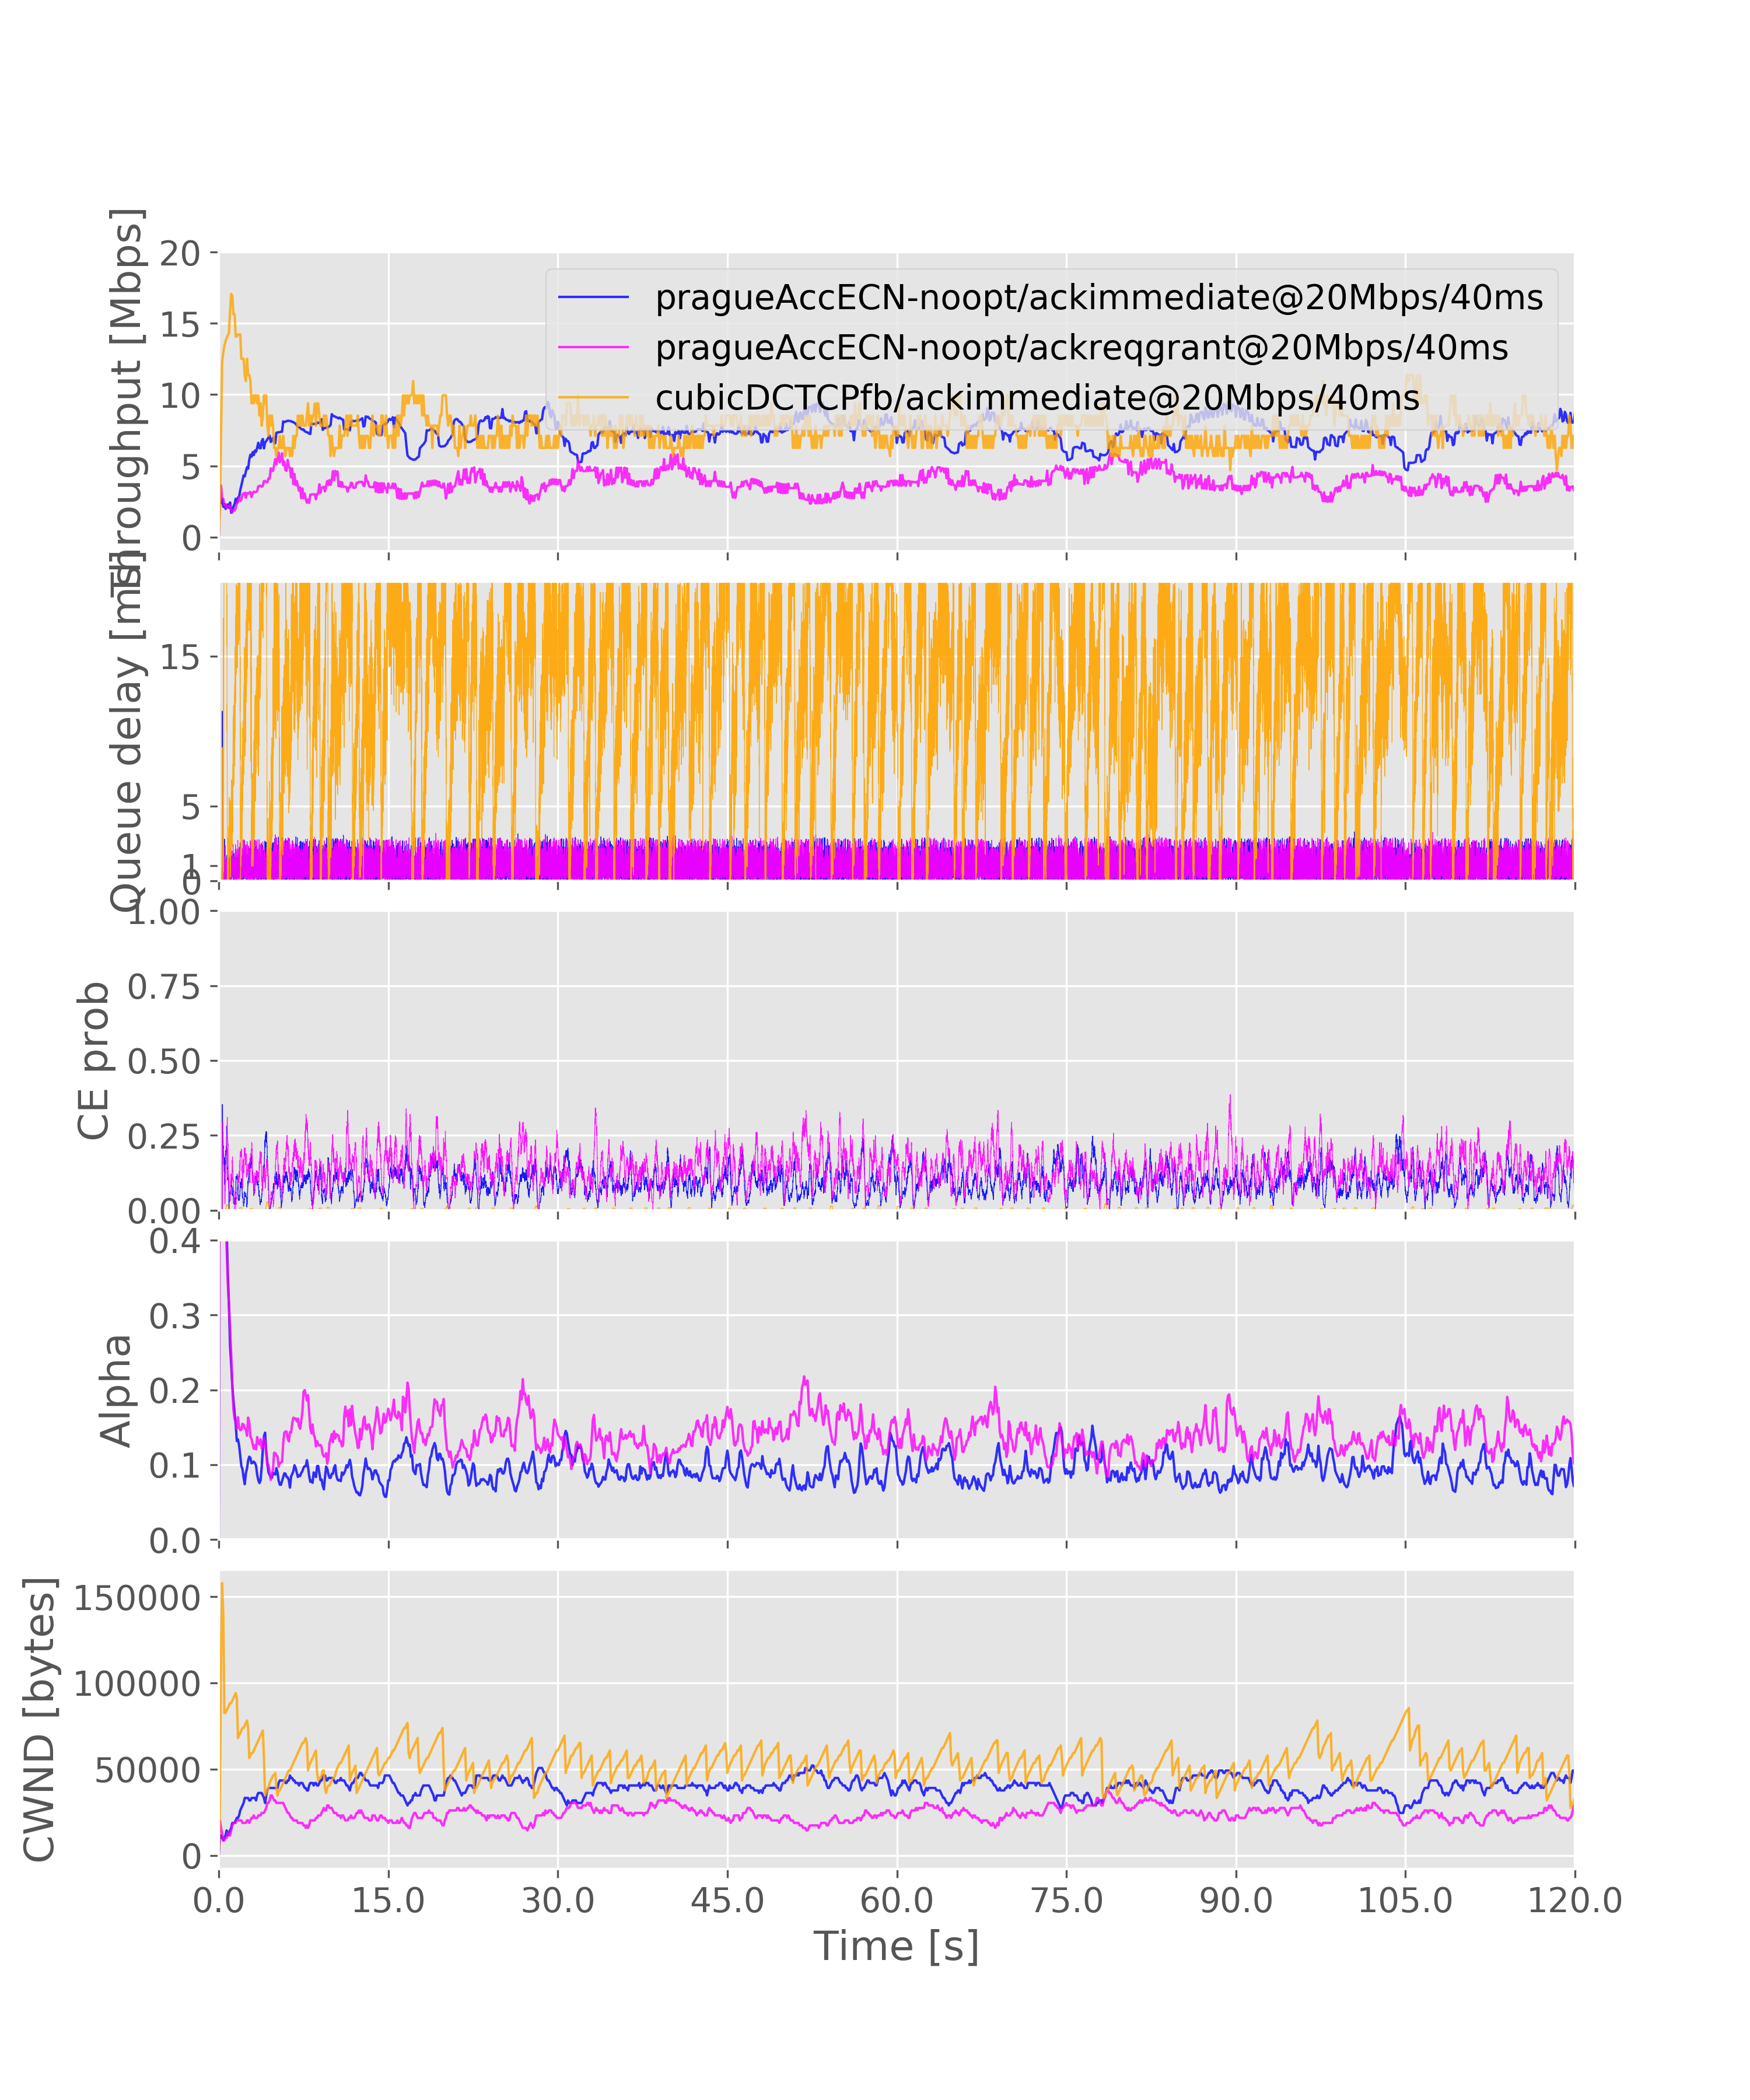 Throughput [Mbps]
20
15
10
5
0
pragueAccECN-noopt/ackimmediate@20Mbps/40ms
pragueAccECN-noopt/ackreqgrant@20Mbps/40ms
cubicDCTCPfb/ackimmediate@20Mbps/40ms
Queue delay [ms]
15
5
1
0
CE prob
1.00
0.75
0.50
0.25
0.00
Alpha
0.4
0.3
0.2
0.1
0.0
CWND [bytes]
150000
100000
50000
0
0.0 15.0 30.0 45.0 60.0 75.0 90.0 105.0 120.0
Time [s]